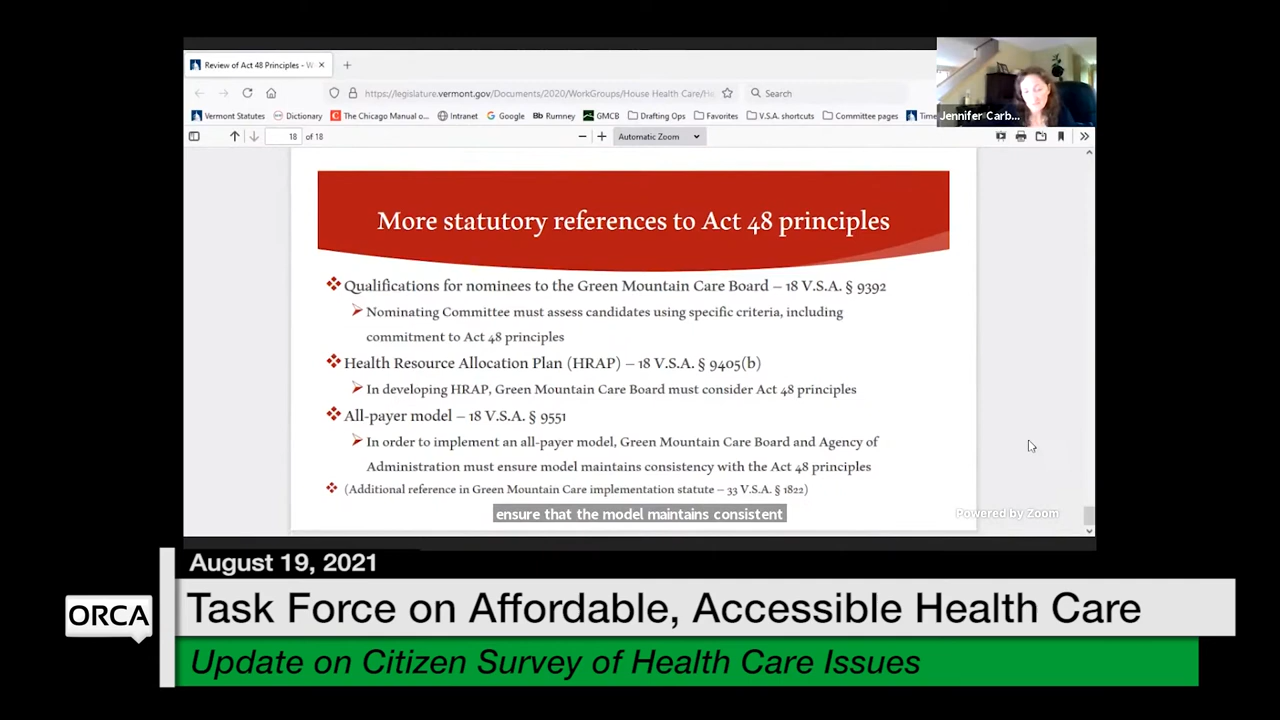 Review of Act 48 Principles - W
https://legislature.vermont.gov/Documents/2020/WorkGroups/House Health Care/He
Search
Vermont Statutes Dictionary The Chicago Manual o... Intranet Google Bb Rumney GMCB Drafting Ops Favorites V.S.A. shortcuts Committee pages Time
Jennifer Carb...
18 of 18
Automatic Zoom
More statutory references to Act 48 principles
Qualifications for nominees to the Green Mountain Care Board – 18 V.S.A. § 9392
Nominating Committee must assess candidates using specific criteria, including
commitment to Act 48 principles
Health Resource Allocation Plan (HRAP) – 18 V.S.A. § 9405(b)
In developing HRAP, Green Mountain Care Board must consider Act 48 principles
All-payer model – 18 V.S.A. § 9551
In order to implement an all-payer model, Green Mountain Care Board and Agency of
Administration must ensure model maintains consistency with the Act 48 principles
(Additional reference in Green Mountain Care implementation statute – 33 V.S.A. § 1822)
ensure that the model maintains consistent
Powered by Zoom
August 19, 2021
ORCA
Task Force on Affordable, Accessible Health Care
Update on Citizen Survey of Health Care Issues